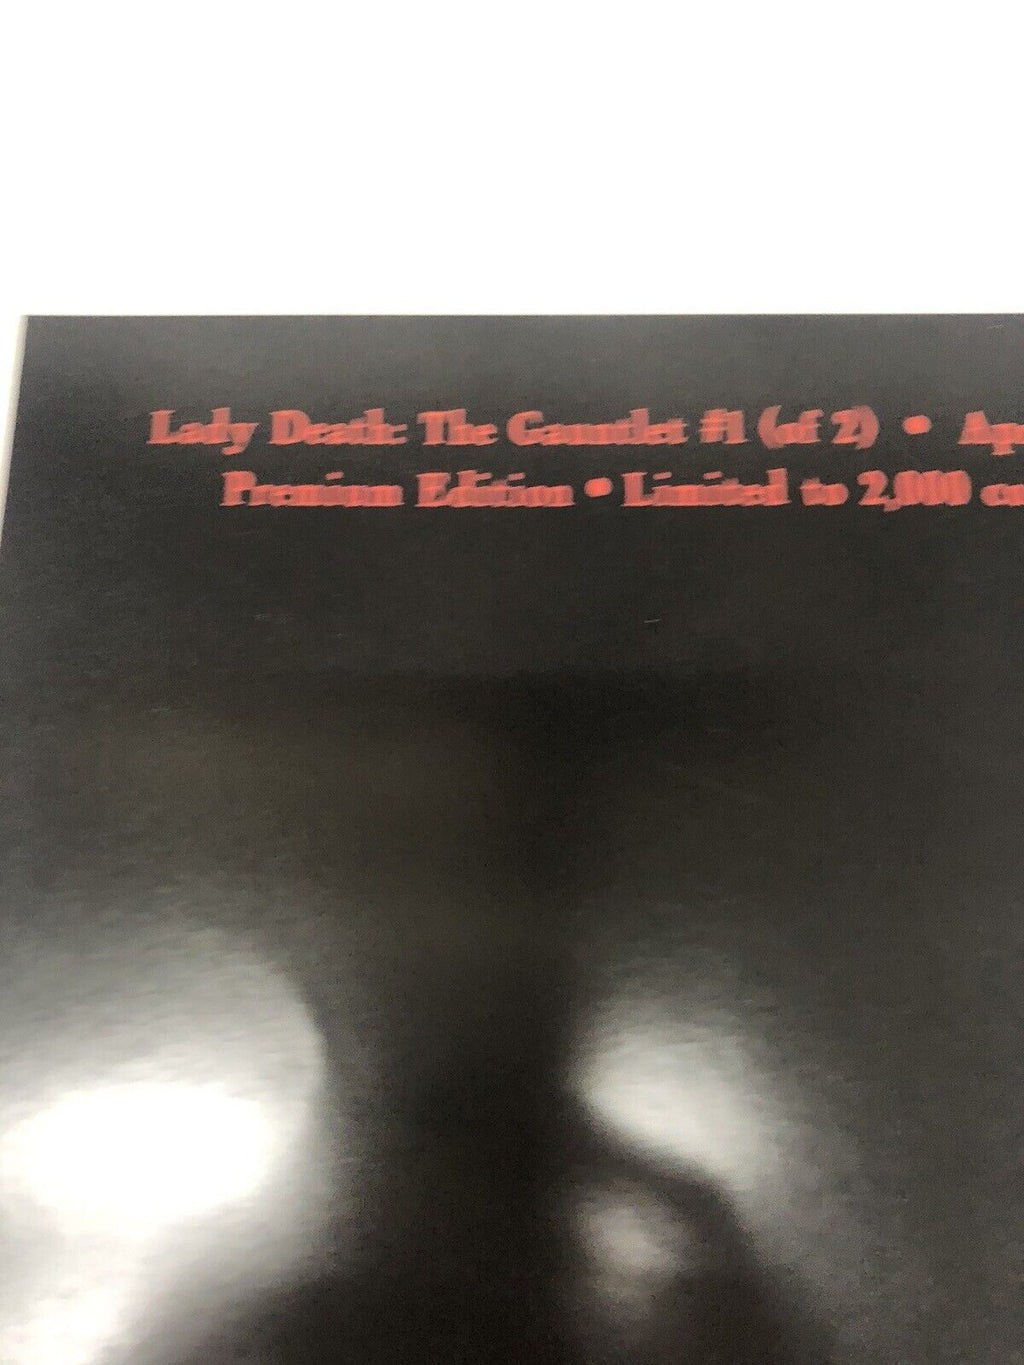 Lady Death: The Gauntlet #1 (of 2) •
Premium Edition • Limited to 2,000